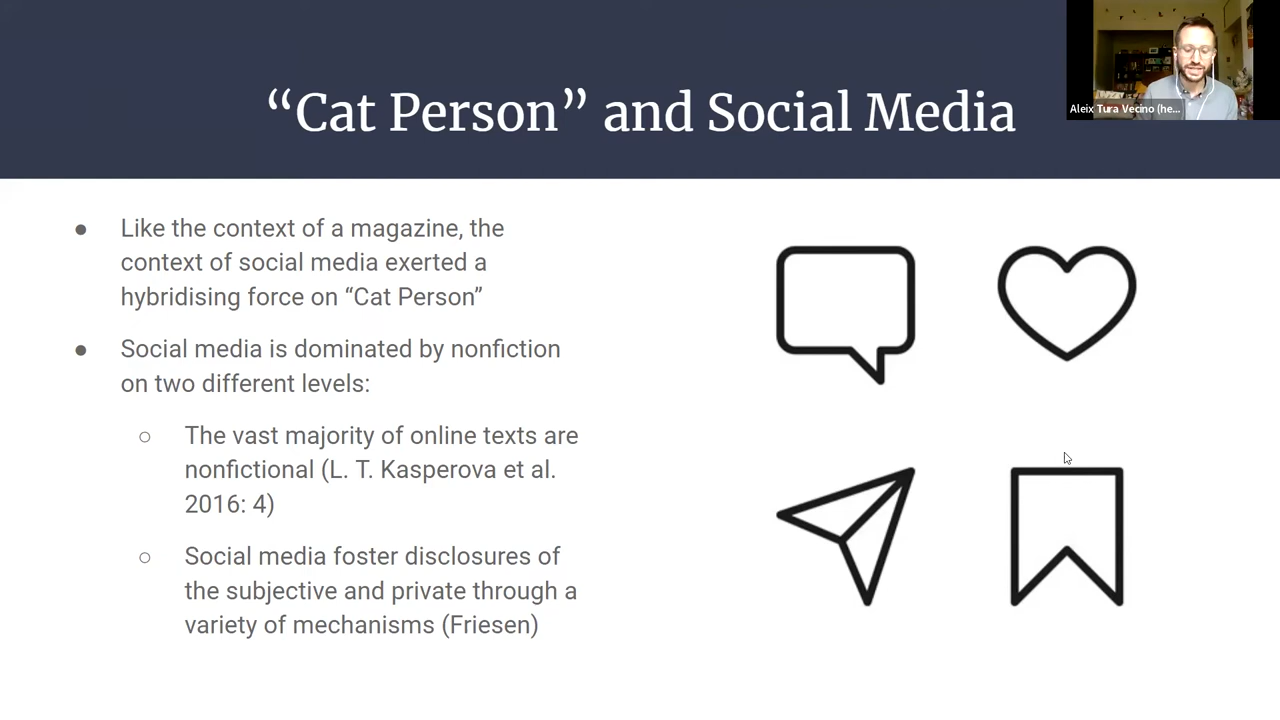 “Cat Person” and Social Media
Aleix Tura Vecino (he...
● Like the context of a magazine, the
context of social media exerted a
hybridising force on “Cat Person”
● Social media is dominated by nonfiction
on two different levels:
○ The vast majority of online texts are
nonfictional (L. T. Kasperova et al.
2016: 4)
○ Social media foster disclosures of
the subjective and private through a
variety of mechanisms (Friesen)